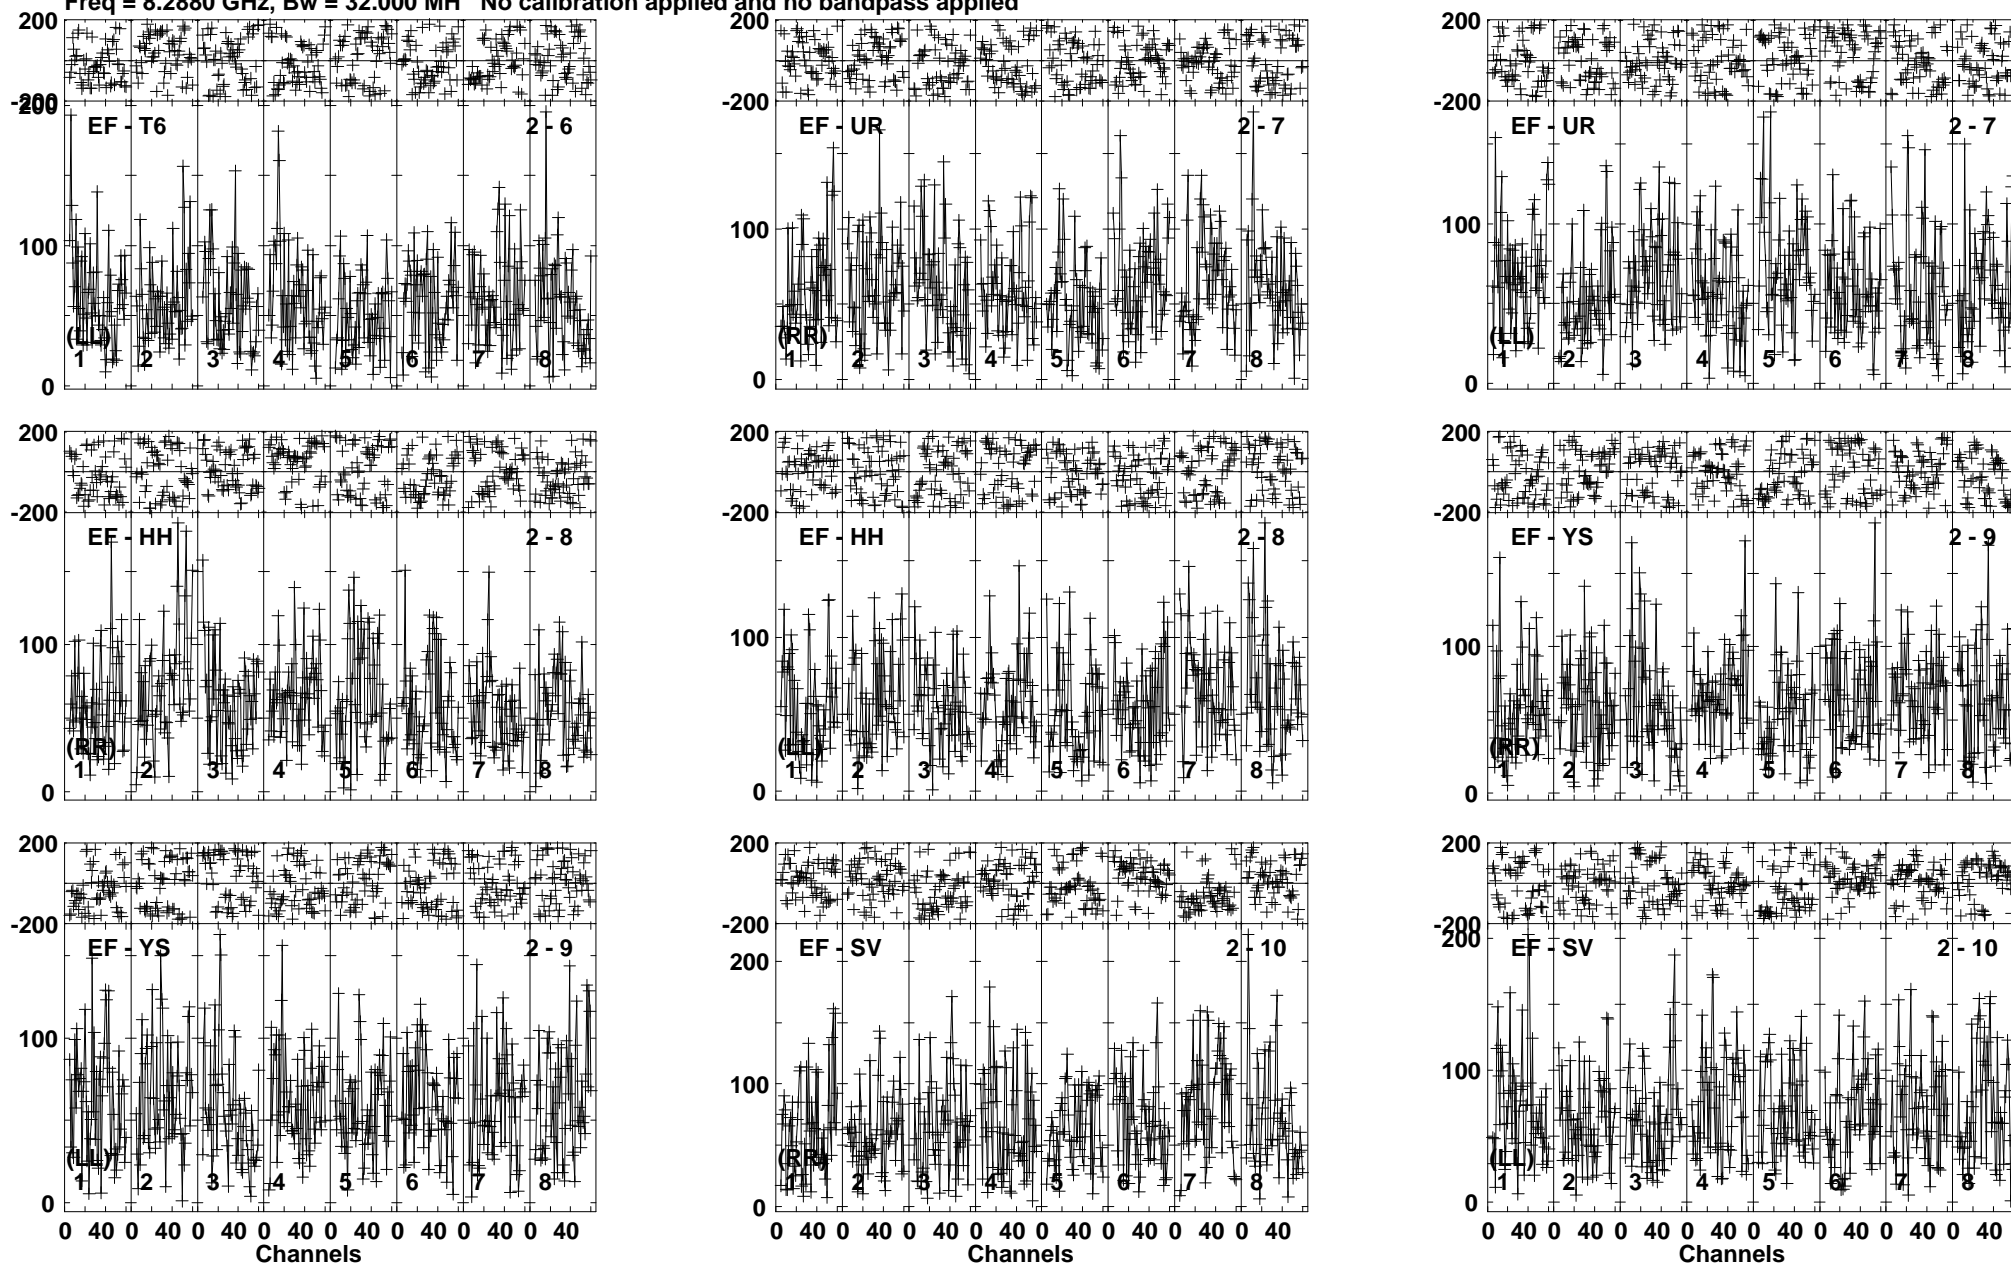 Freq = 8.2880 GHz, Bw = 32.000 MH No calibration applied and no bandpass applied
200 200 200
-200 -200 -200
200
EF - T6 2 - 6 EF - UR 2 - 7 EF - UR 2 - 7
100 100 100
(LL) (RR) (LL)
1 2 3 4 5 6 7 8 1 2 3 4 5 6 7 8 1 2 3 4 5 6 7 8
0 0 0
200 200 200
-200 -200 -200
EF - HH 2 - 8 EF - HH 2 - 8 EF - YS 2 - 9
100 100 100
(RR) (LL) (RR)
1 2 3 4 5 6 7 8 1 2 3 4 5 6 7 8 1 2 3 4 5 6 7 8
0 0 0
200 200 200
-200 -200 -200
EF - YS 2 - 9 EF - SV 2 - 10 EF - SV 2 - 10
200 200
100 100 100
(LL) (RR) (LL)
1 2 3 4 5 6 7 8 1 2 3 4 5 6 7 8 1 2 3 4 5 6 7 8
0 0 0
0 40 0 40 0 40 0 40 0 40 0 40 0 40 0 40 0 40 0 40 0 40 0 40 0 40 0 40 0 40 0 40 0 40 0 40 0 40 0 40 0 40 0 40 0 40 0 40
Channels Channels Channels